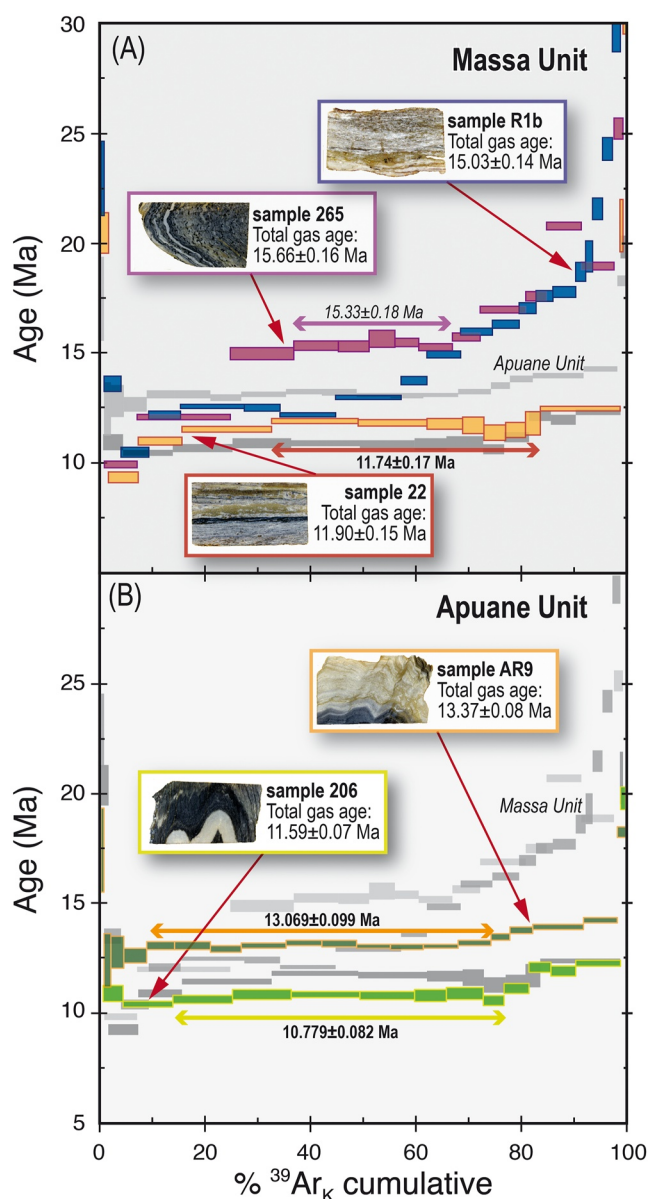 (A)
Massa Unit
sample R1b
Total gas age:
15.03±0.14 Ma
sample 265
Total gas age:
15.66±0.16 Ma
15.33±0.18 Ma
Apuane Unit
11.74±0.17 Ma
sample 22
Total gas age:
11.90±0.15 Ma
30
25
20
15
10
Age (Ma)
(B)
Apuane Unit
sample AR9
Total gas age:
13.37±0.08 Ma
sample 206
Total gas age:
11.59±0.07 Ma
Massa Unit
13.069±0.099 Ma
10.779±0.082 Ma
25
20
15
10
5
Age (Ma)
0 20 40 60 80 100
% ³⁹Arₖ cumulative